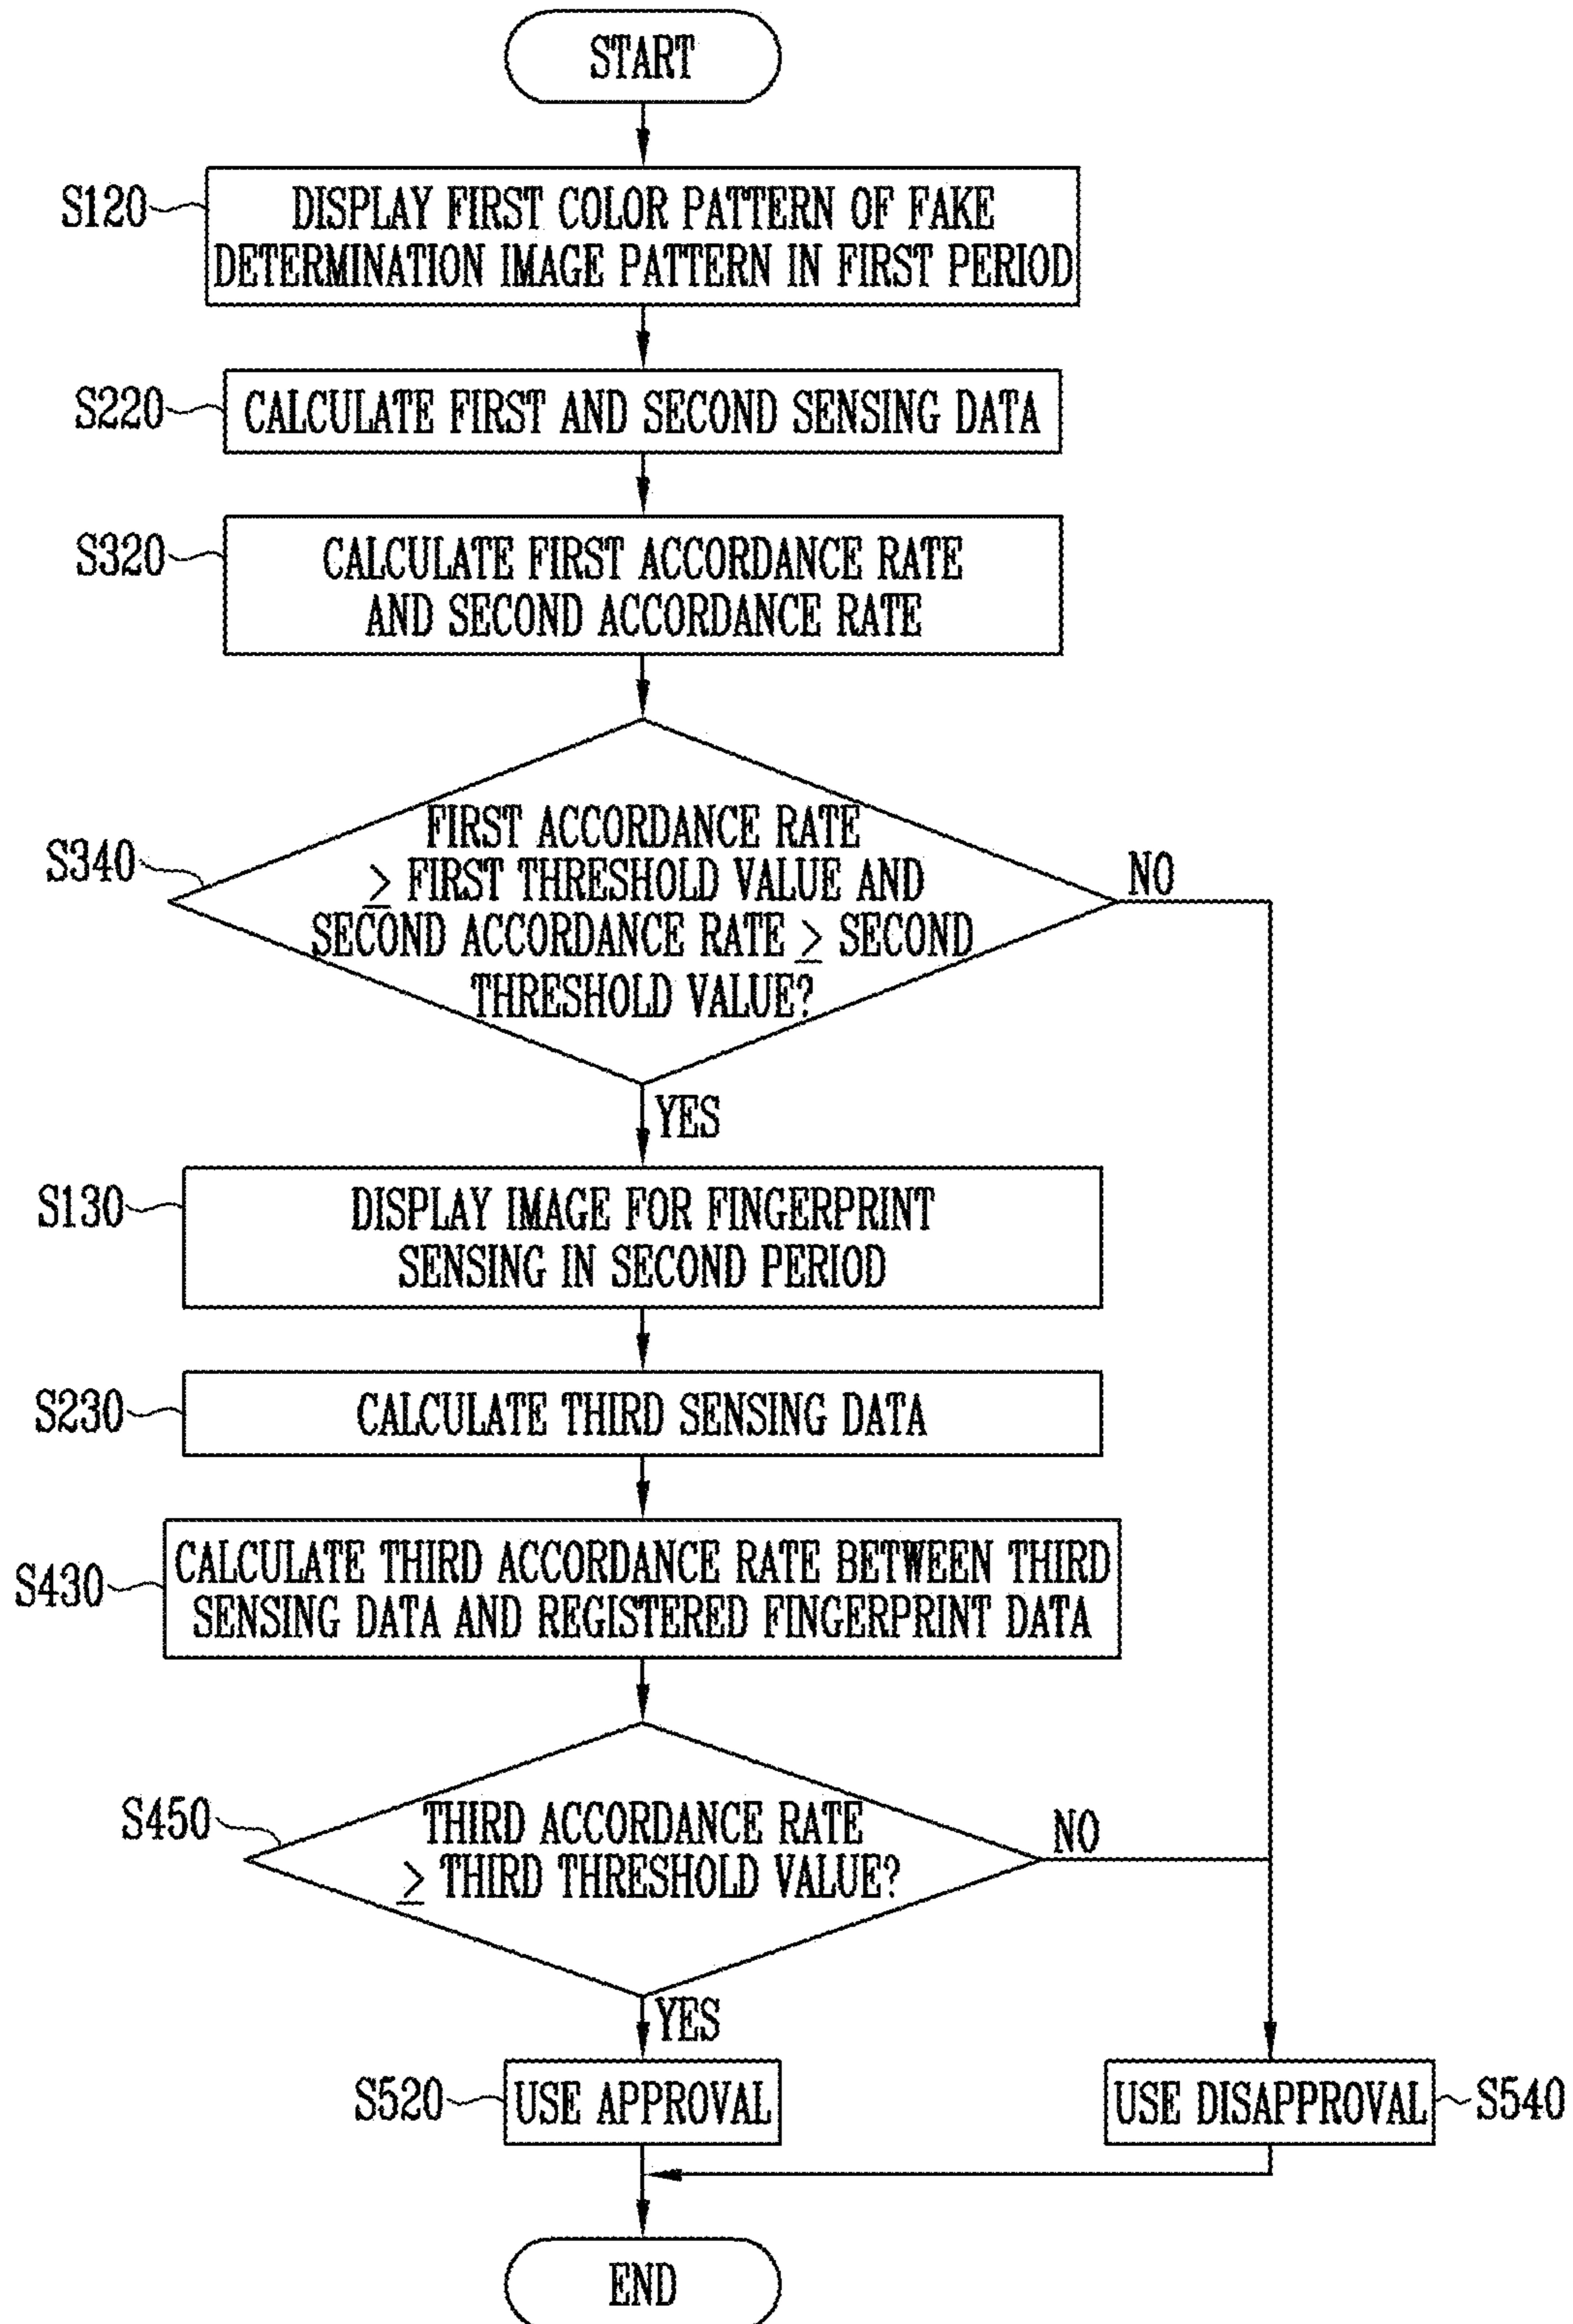 START
S120
DISPLAY FIRST COLOR PATTERN OF FAKE
DETERMINATION IMAGE PATTERN IN FIRST PERIOD
S220
CALCULATE FIRST AND SECOND SENSING DATA
S320
CALCULATE FIRST ACCORDANCE RATE
AND SECOND ACCORDANCE RATE
S340
FIRST ACCORDANCE RATE
≥ FIRST THRESHOLD VALUE AND
SECOND ACCORDANCE RATE ≥ SECOND
THRESHOLD VALUE?
NO
YES
S130
DISPLAY IMAGE FOR FINGERPRINT
SENSING IN SECOND PERIOD
S230
CALCULATE THIRD SENSING DATA
S430
CALCULATE THIRD ACCORDANCE RATE BETWEEN THIRD
SENSING DATA AND REGISTERED FINGERPRINT DATA
S450
THIRD ACCORDANCE RATE
≥ THIRD THRESHOLD VALUE?
NO
YES
S520
USE APPROVAL
USE DISAPPROVAL
S540
END